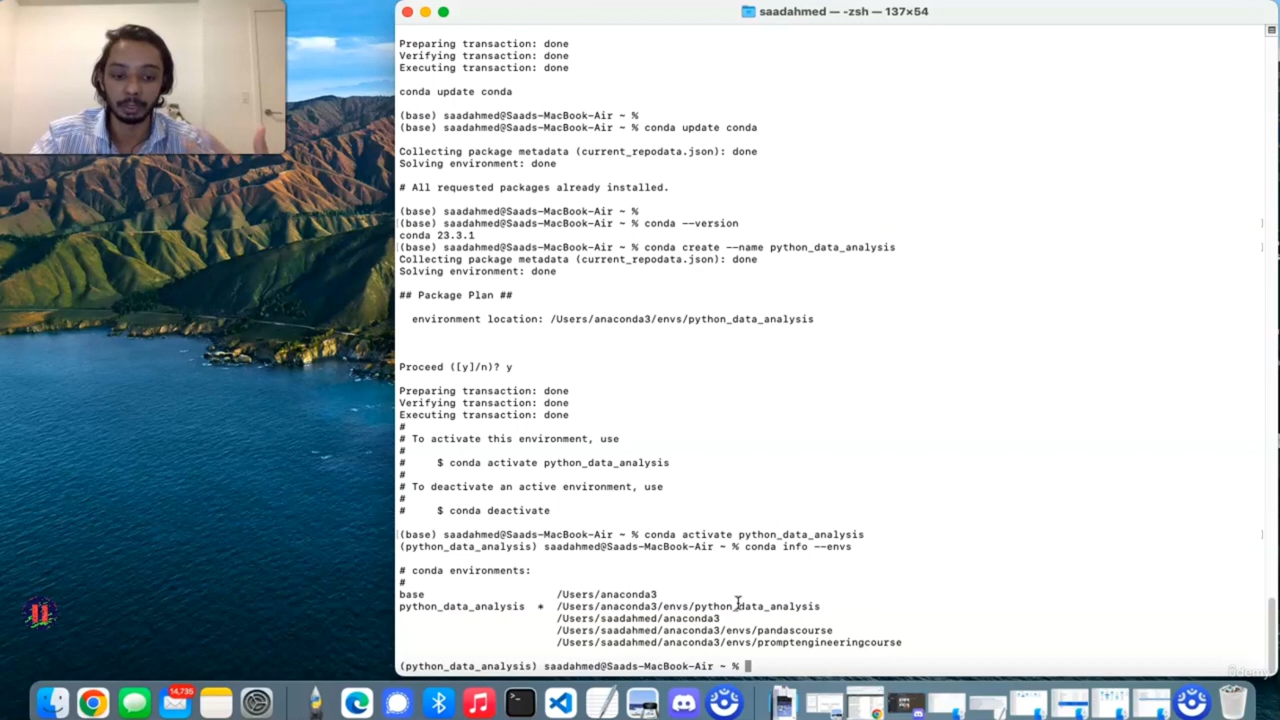 saadahmed — -zsh — 137×54
Preparing transaction: done
Verifying transaction: done
Executing transaction: done
conda update conda
(base) saadahmed@Saads-MacBook-Air ~ %
(base) saadahmed@Saads-MacBook-Air ~ % conda update conda
Collecting package metadata (current_repodata.json): done
Solving environment: done
# All requested packages already installed.
(base) saadahmed@Saads-MacBook-Air ~ %
[(base) saadahmed@Saads-MacBook-Air ~ % conda --version ]
conda 23.3.1
[(base) saadahmed@Saads-MacBook-Air ~ % conda create --name python_data_analysis ]
Collecting package metadata (current_repodata.json): done
Solving environment: done
## Package Plan ##
environment location: /Users/anaconda3/envs/python_data_analysis
Proceed ([y]/n)? y
Preparing transaction: done
Verifying transaction: done
Executing transaction: done
#
# To activate this environment, use
#
# $ conda activate python_data_analysis
#
# To deactivate an active environment, use
#
# $ conda deactivate
[(base) saadahmed@Saads-MacBook-Air ~ % conda activate python_data_analysis ]
(python_data_analysis) saadahmed@Saads-MacBook-Air ~ % conda info --envs
# conda environments:
#
base /Users/anaconda3
python_data_analysis * /Users/anaconda3/envs/python_data_analysis
/Users/saadahmed/anaconda3
/Users/saadahmed/anaconda3/envs/pandascourse
/Users/saadahmed/anaconda3/envs/promptengineeringcourse
(python_data_analysis) saadahmed@Saads-MacBook-Air ~ %
Udemy
14,735